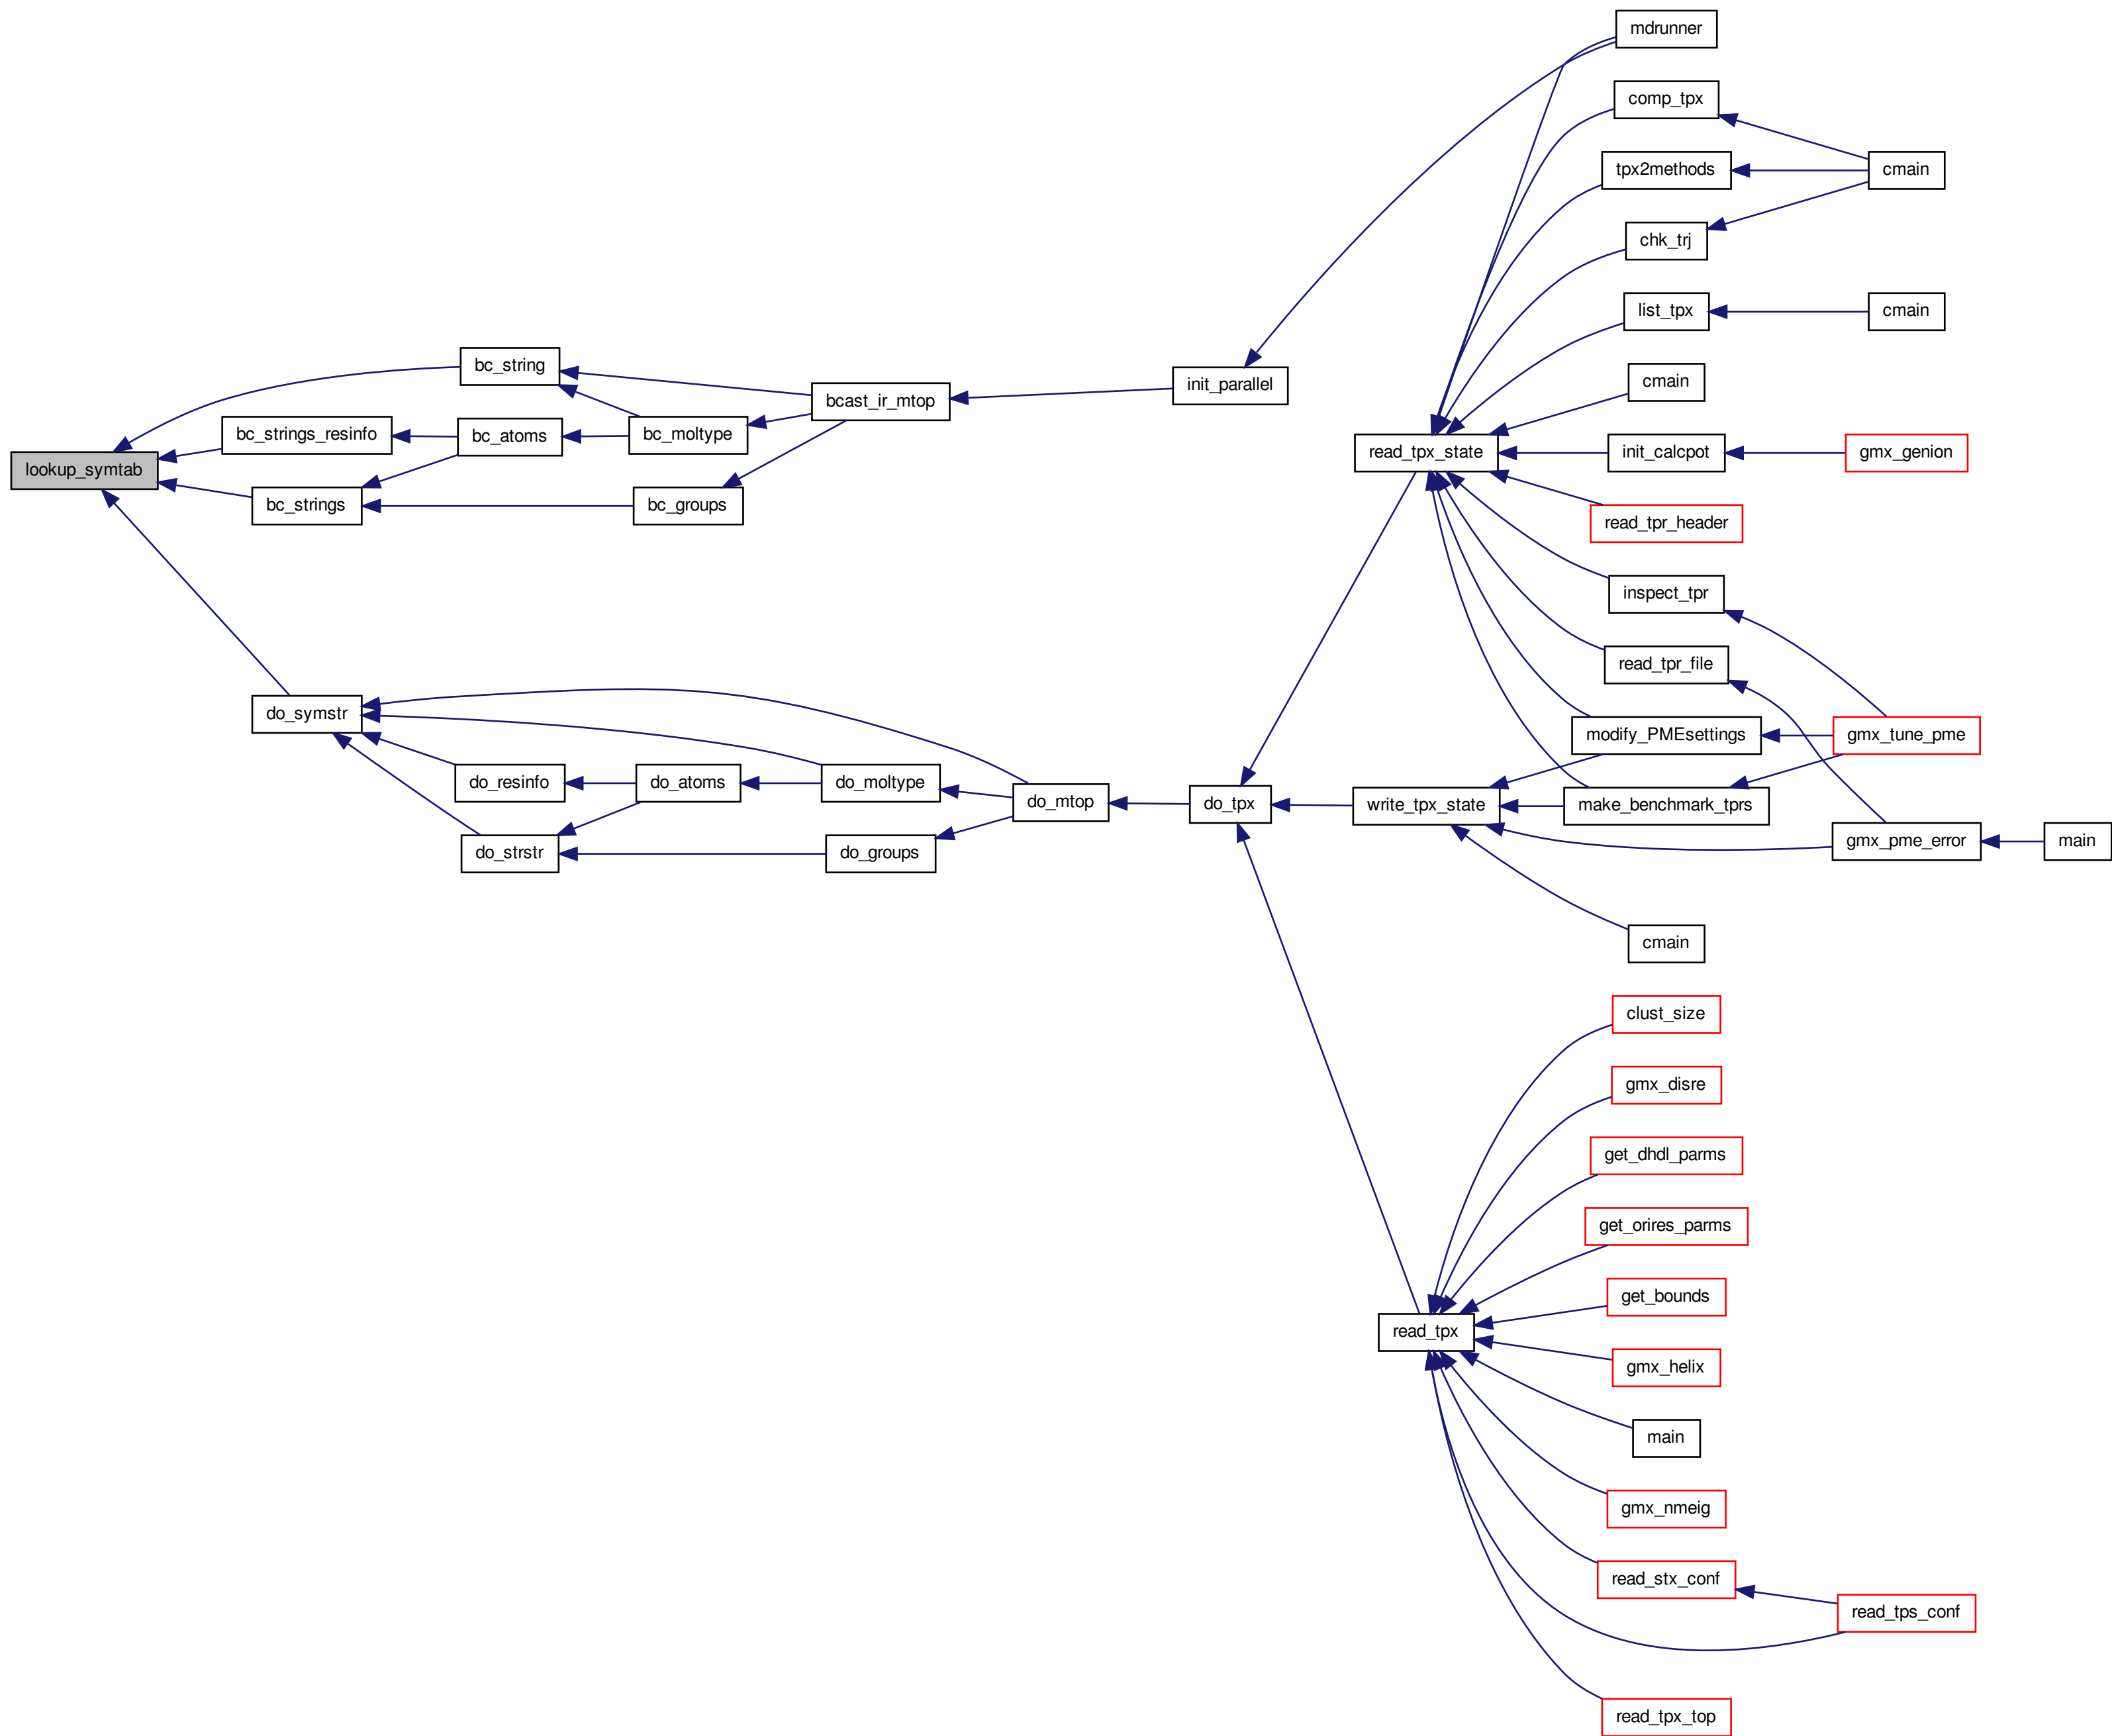 mdrunner
comp_tpx
tpx2methods
cmain
chk_trj
list_tpx
cmain
bc_string
cmain
init_parallel
bcast_ir_mtop
bc_strings_resinfo
bc_atoms
bc_moltype
read_tpx_state
init_calcpot
gmx_genion
lookup_symtab
bc_strings
bc_groups
read_tpr_header
inspect_tpr
read_tpr_file
do_symstr
modify_PMEsettings
gmx_tune_pme
do_resinfo
do_atoms
do_moltype
do_mtop
do_tpx
write_tpx_state
make_benchmark_tprs
do_strstr
do_groups
gmx_pme_error
main
cmain
clust_size
gmx_disre
get_dhdl_parms
get_orires_parms
get_bounds
read_tpx
gmx_helix
main
gmx_nmeig
read_stx_conf
read_tps_conf
read_tpx_top